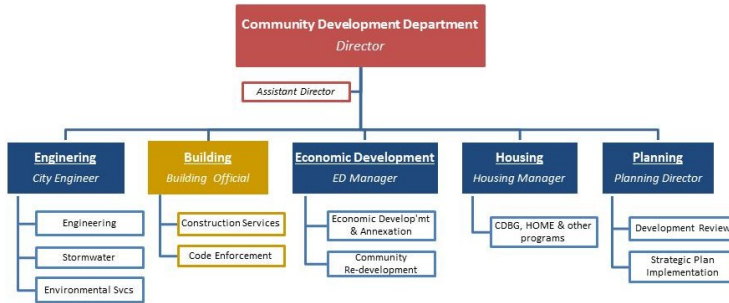 Community Development Department
Director
Assistant Director
Enginering
City Engineer
Building
Building Official
Economic Development
ED Manager
Housing
Housing Manager
Planning
Planning Director
Engineering
Stormwater
Environmental Svcs
Construction Services
Code Enforcement
Economic Develop'mt
& Annexation
Community
Re-development
CDBG, HOME & other
programs
Development Review
Strategic Plan
Implementation